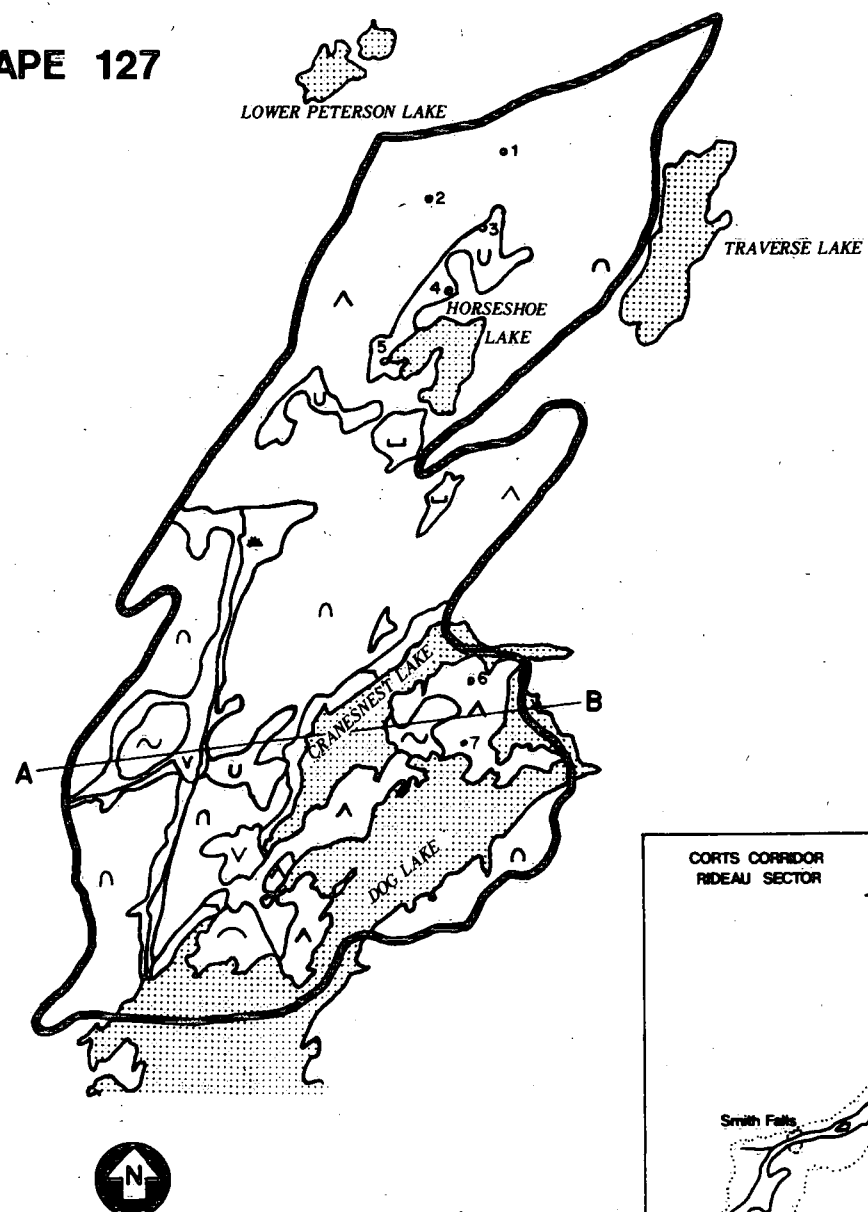 APE 127
LOWER PETERSON LAKE
1
2
3
TRAVERSE LAKE
4
HORSESHOE
LAKE
5
CRANESNEST LAKE
6
B
7
A
DOG LAKE
CORTS CORRIDOR
RIDEAU SECTOR
Smith Falls
N